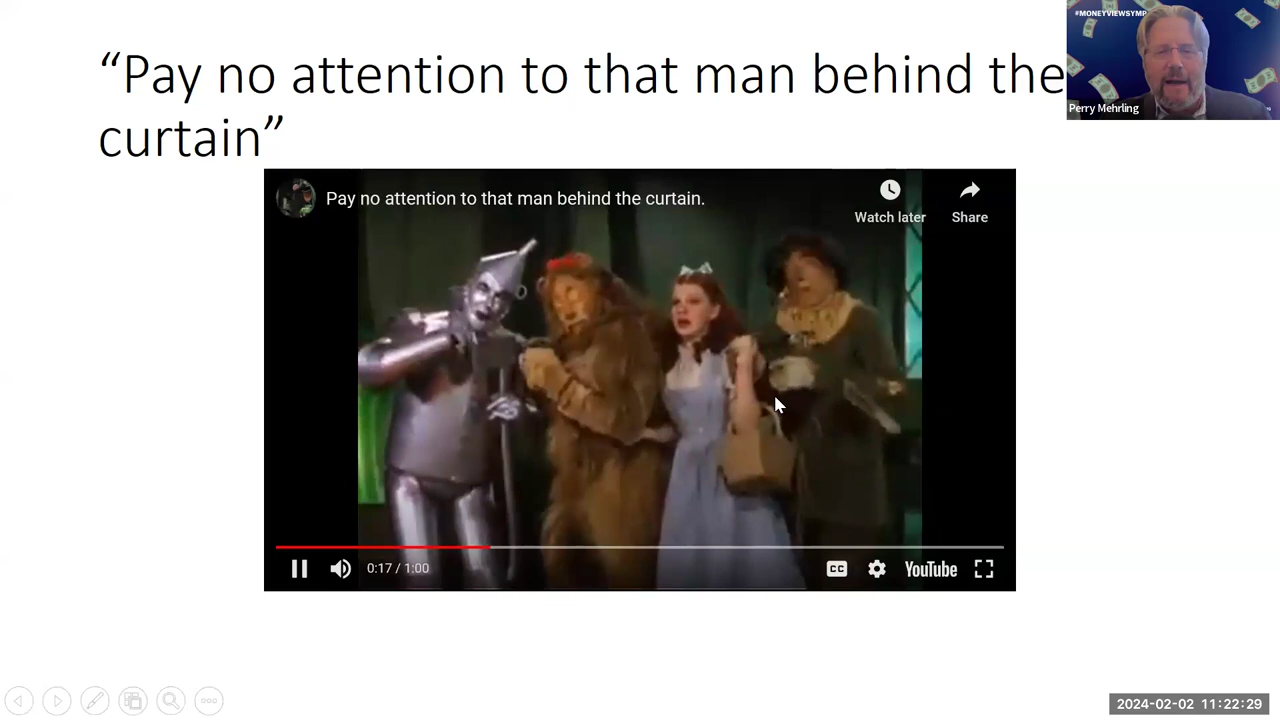 #MONEYVIEWSYMP
“Pay no attention to that man behind the
curtain”
Perry Mehrling
Pay no attention to that man behind the curtain.
Watch later
Share
0:17 / 1:00
CC
YouTube
2024-02-02 11:22:29